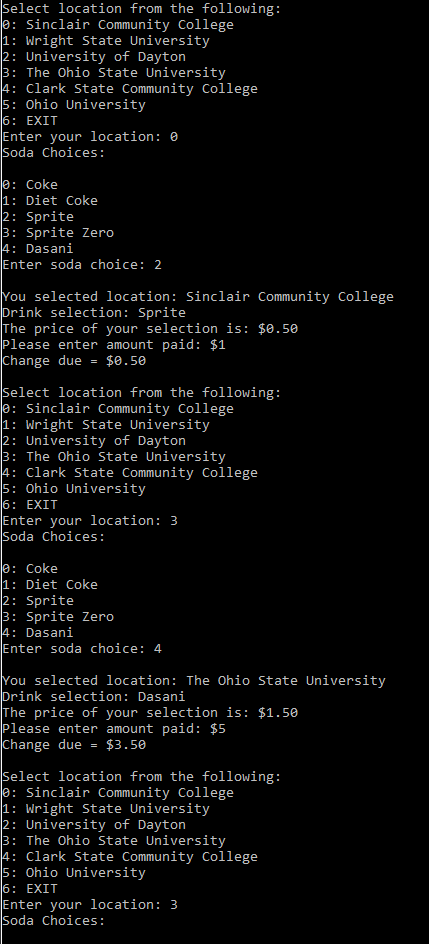 Select location from the following:
0: Sinclair Community College
1: Wright State University
2: University of Dayton
3: The Ohio State University
4: Clark State Community College
5: Ohio University
6: EXIT
Enter your location: 0
Soda Choices:

0: Coke
1: Diet Coke
2: Sprite
3: Sprite Zero
4: Dasani
Enter soda choice: 2

You selected location: Sinclair Community College
Drink selection: Sprite
The price of your selection is: $0.50
Please enter amount paid: $1
Change due = $0.50

Select location from the following:
0: Sinclair Community College
1: Wright State University
2: University of Dayton
3: The Ohio State University
4: Clark State Community College
5: Ohio University
6: EXIT
Enter your location: 3
Soda Choices:

0: Coke
1: Diet Coke
2: Sprite
3: Sprite Zero
4: Dasani
Enter soda choice: 4

You selected location: The Ohio State University
Drink selection: Dasani
The price of your selection is: $1.50
Please enter amount paid: $5
Change due = $3.50

Select location from the following:
0: Sinclair Community College
1: Wright State University
2: University of Dayton
3: The Ohio State University
4: Clark State Community College
5: Ohio University
6: EXIT
Enter your location: 3
Soda Choices: